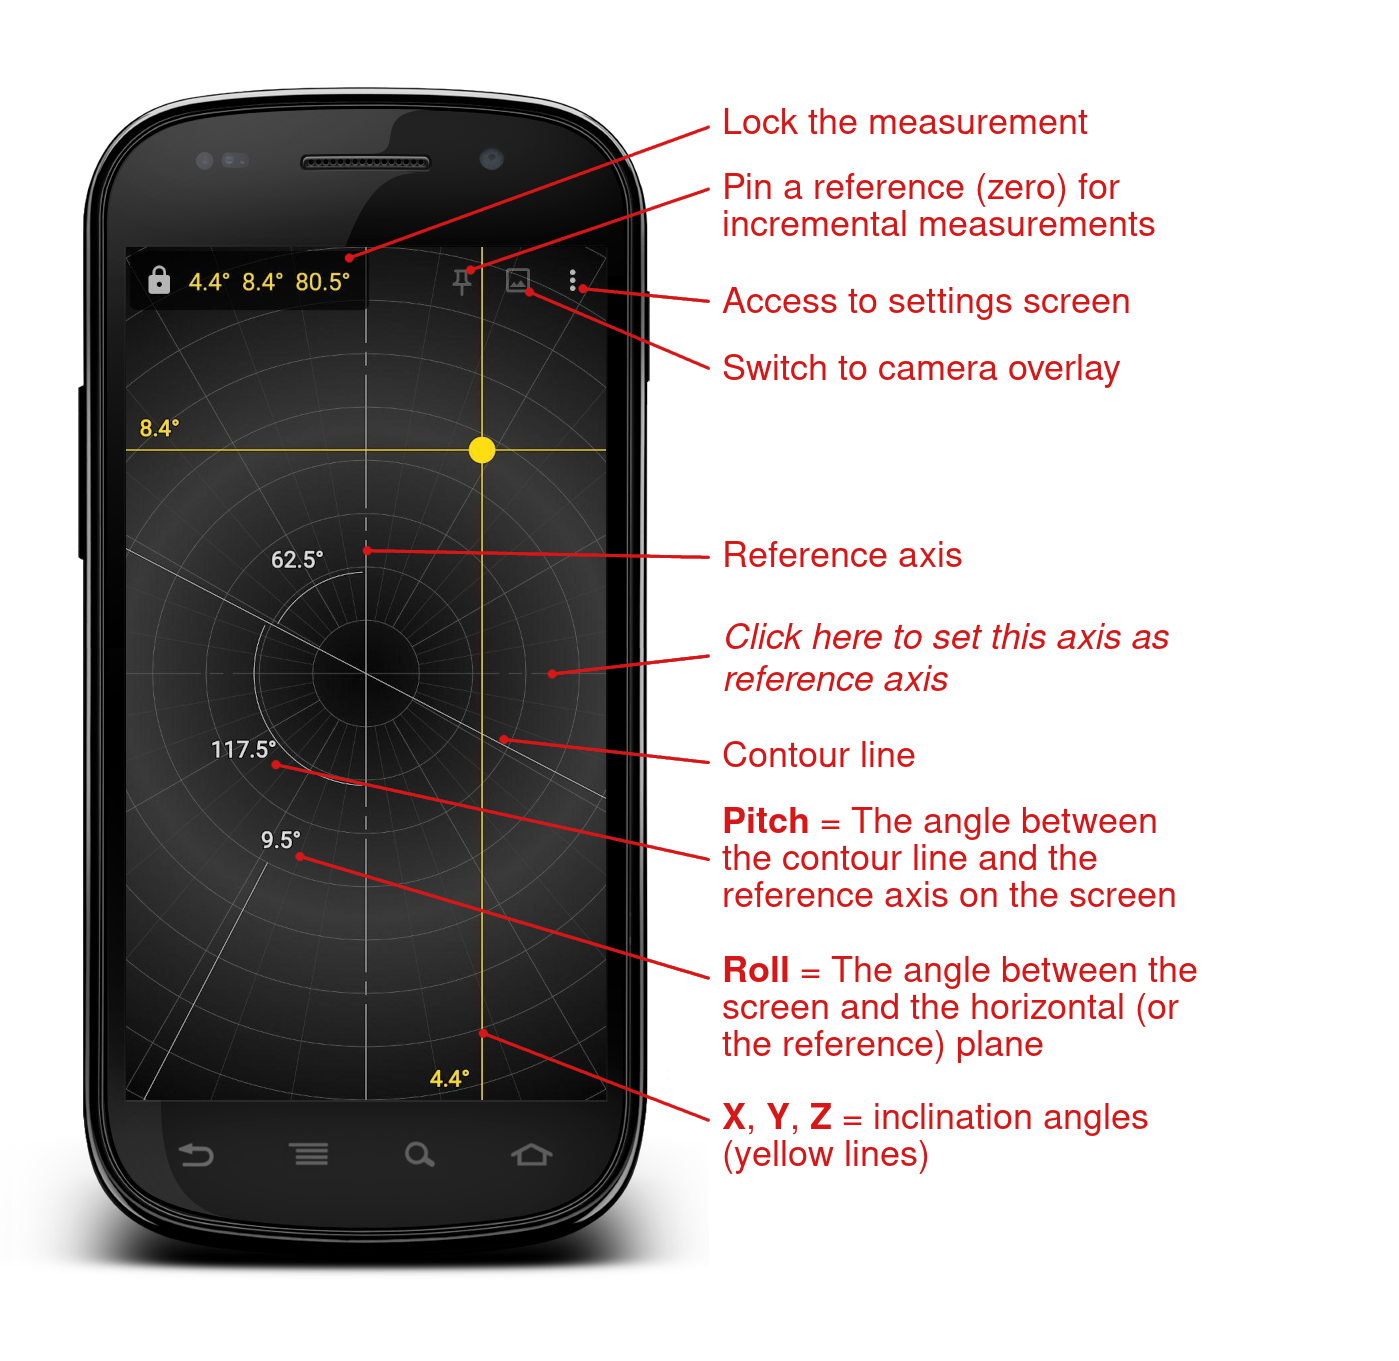 Lock the measurement
Pin a reference (zero) for
incremental measurements
4.4° 8.4° 80.5°
Access to settings screen
Switch to camera overlay
8.4°
62.5°
Reference axis
Click here to set this axis as
reference axis
117.5°
Contour line
Pitch = The angle between
the contour line and the
reference axis on the screen
9.5°
Roll = The angle between the
screen and the horizontal (or
the reference) plane
4.4°
X, Y, Z = inclination angles
(yellow lines)